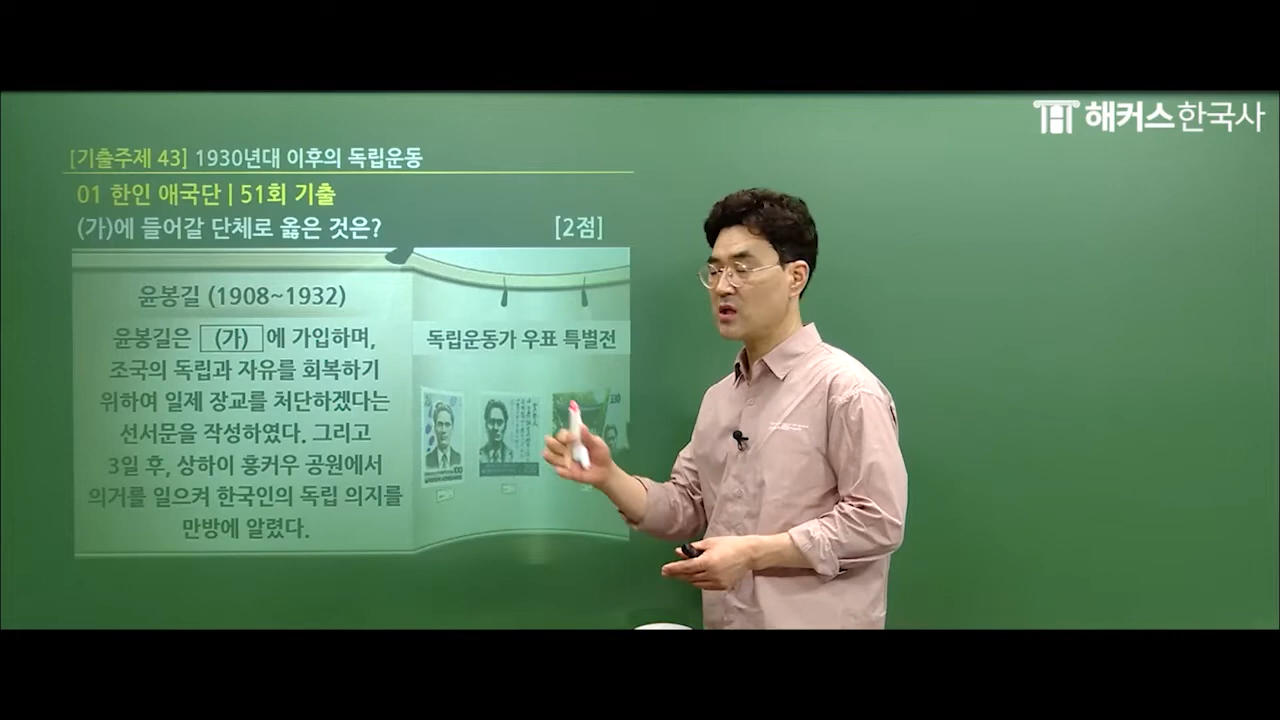 해커스한국사
[기출주제 43] 1930년대 이후의 독립운동
01 한인 애국단 | 51회 기출
(가)에 들어갈 단체로 옳은 것은? [2점]
윤봉길 (1908~1932)
윤봉길은 (가) 에 가입하며,
조국의 독립과 자유를 회복하기
위하여 일제 장교를 처단하겠다는
선서문을 작성하였다. 그리고
3일 후, 상하이 훙커우 공원에서
의거를 일으켜 한국인의 독립 의지를
만방에 알렸다.
독립운동가 우표 특별전